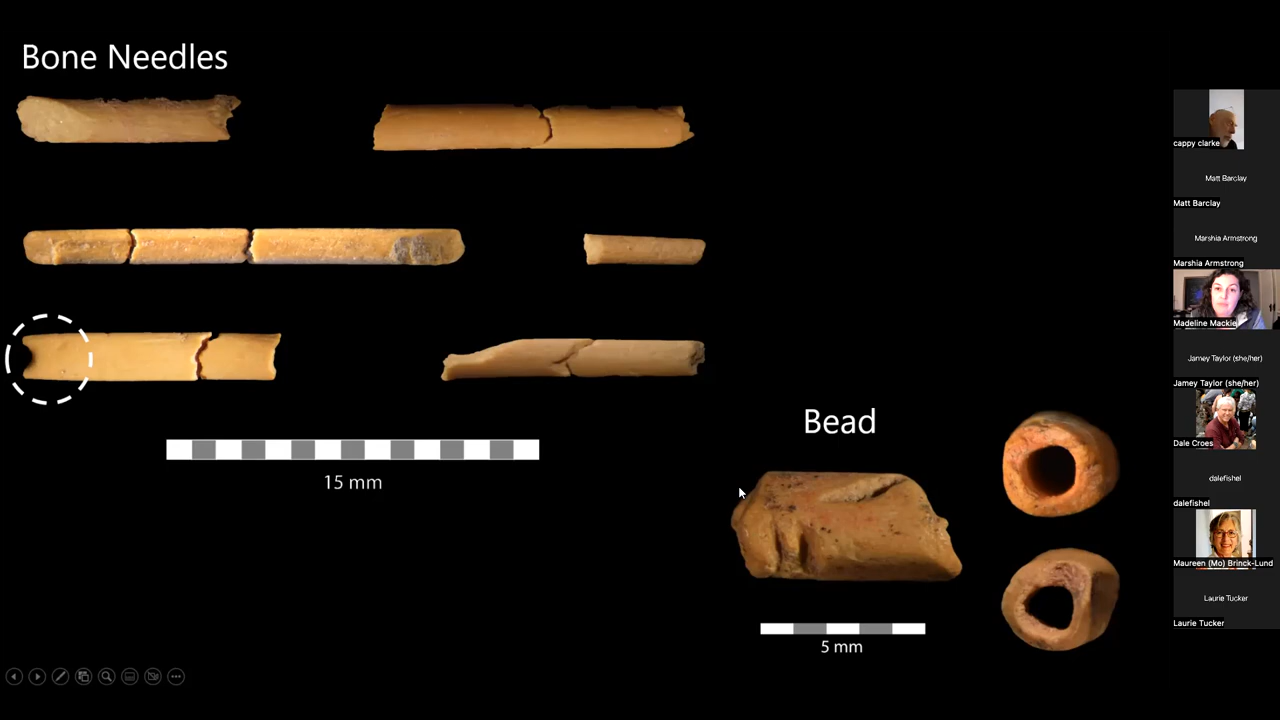 Bone Needles
15 mm
Bead
5 mm
cappy clarke
Matt Barclay
Matt Barclay
Marshia Armstrong
Marshia Armstrong
Madeline Mackie
Jamey Taylor (she/her)
Jamey Taylor (she/her)
Dale Croes
dalefishel
dalefishel
Maureen (Mo) Brinck-Lund
Laurie Tucker
Laurie Tucker